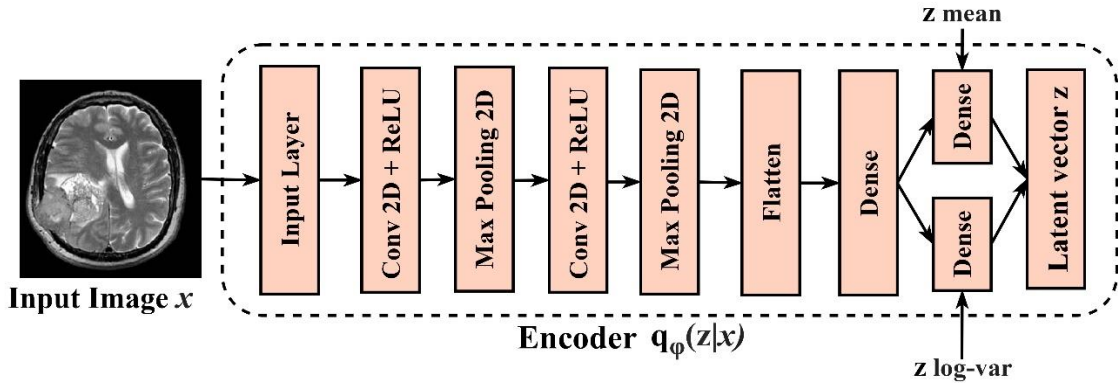 z mean
Input Layer
Conv 2D + ReLU
Max Pooling 2D
Conv 2D + ReLU
Max Pooling 2D
Flatten
Dense
Dense
Dense
Latent vector z
Input Image x
Encoder qφ(z|x)
z log-var